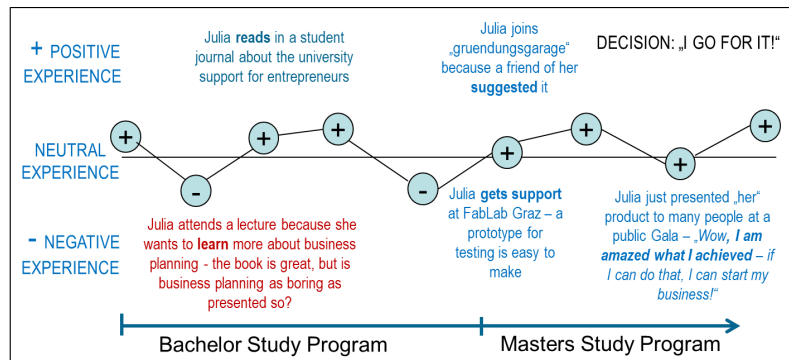 + POSITIVE
EXPERIENCE
Julia reads in a student
journal about the university
support for entrepreneurs
Julia joins
„gruendungsgarage“
because a friend of her
suggested it
DECISION: „I GO FOR IT!“
NEUTRAL
EXPERIENCE
+
-
+
+
-
+
+
+
+
- NEGATIVE
EXPERIENCE
Julia attends a lecture because she
wants to learn more about business
planning - the book is great, but is
business planning as boring as
presented so?
Julia gets support
at FabLab Graz – a
prototype for
testing is easy to
make
Julia just presented „her“
product to many people at a
public Gala – „Wow, I am
amazed what I achieved – if
I can do that, I can start my
business!“
Bachelor Study Program
Masters Study Program